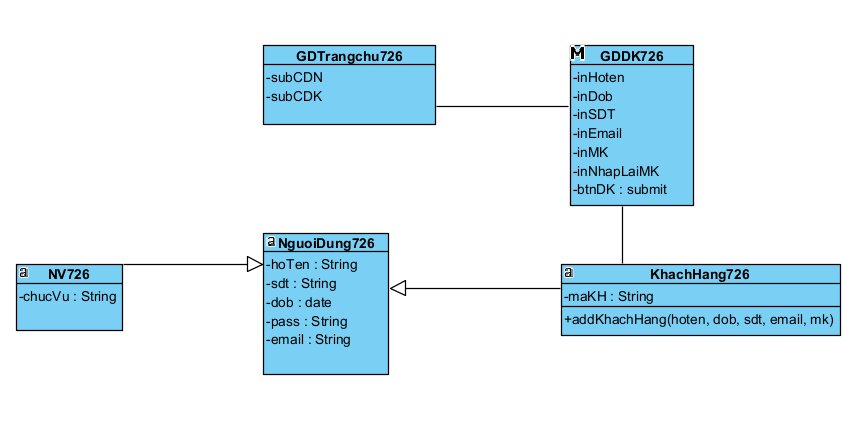 GDTrangchu726
-subCDN
-subCDK
M
GDDK726
-inHoten
-inDob
-inSDT
-inEmail
-inMK
-inNhapLaiMK
-btnDK : submit
a
NV726
-chucVu : String
a
NguoiDung726
-hoTen : String
-sdt : String
-dob : date
-pass : String
-email : String
a
KhachHang726
-maKH : String
+addKhachHang(hoten, dob, sdt, email, mk)